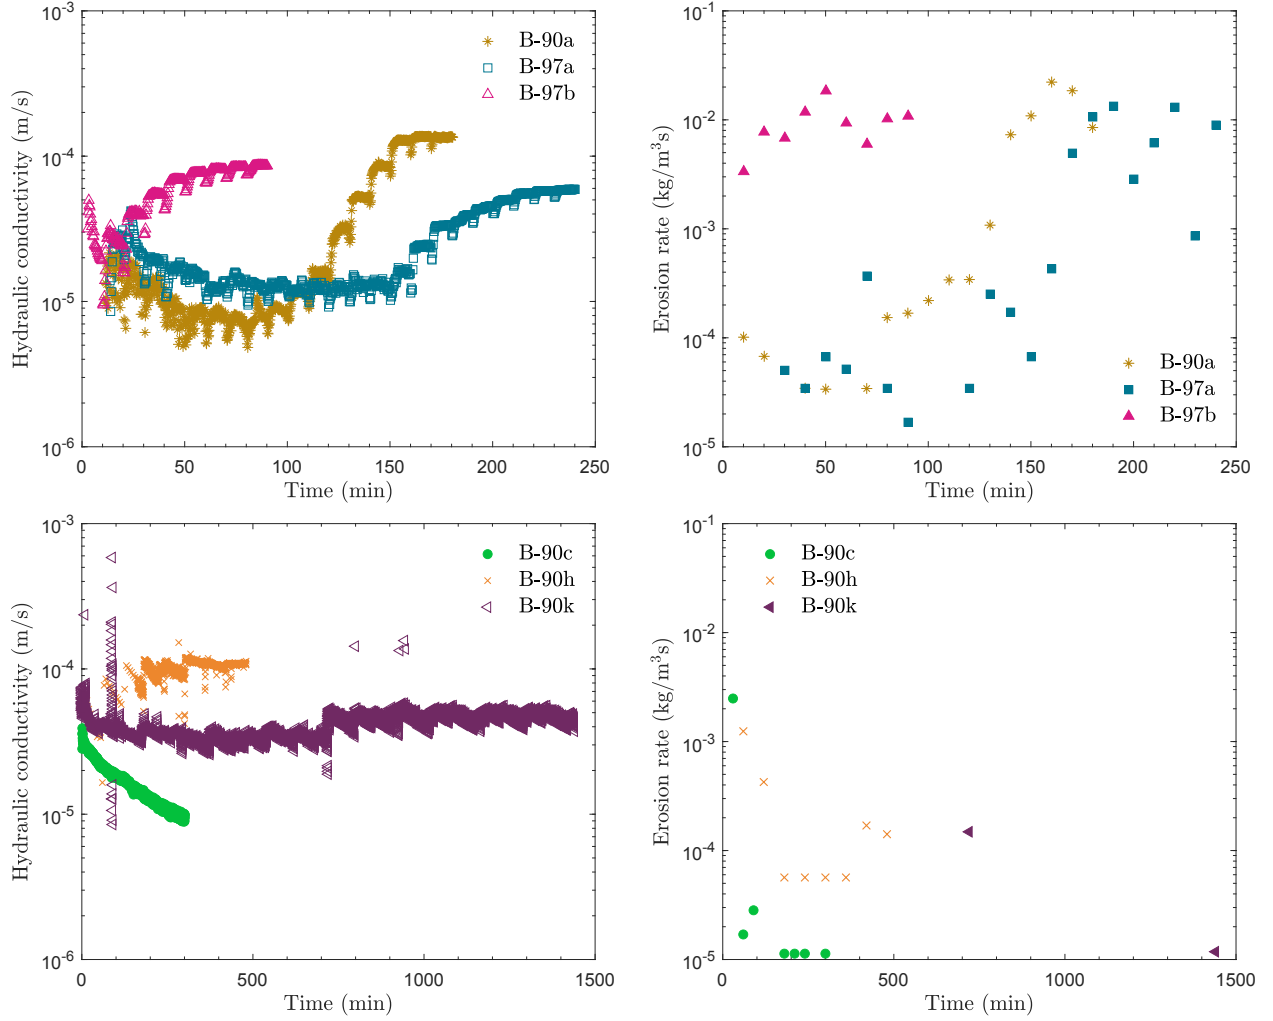 10^-3
10^-4
10^-5
10^-6
Hydraulic conductivity (m/s)
B-90a
B-97a
B-97b
0 50 100 150 200 250
Time (min)
10^-1
10^-2
10^-3
10^-4
10^-5
Erosion rate (kg/m³s)
B-90a
B-97a
B-97b
0 50 100 150 200 250
Time (min)
10^-3
10^-4
10^-5
10^-6
Hydraulic conductivity (m/s)
B-90c
B-90h
B-90k
0 500 1000 1500
Time (min)
10^-1
10^-2
10^-3
10^-4
10^-5
Erosion rate (kg/m³s)
B-90c
B-90h
B-90k
0 500 1000 1500
Time (min)